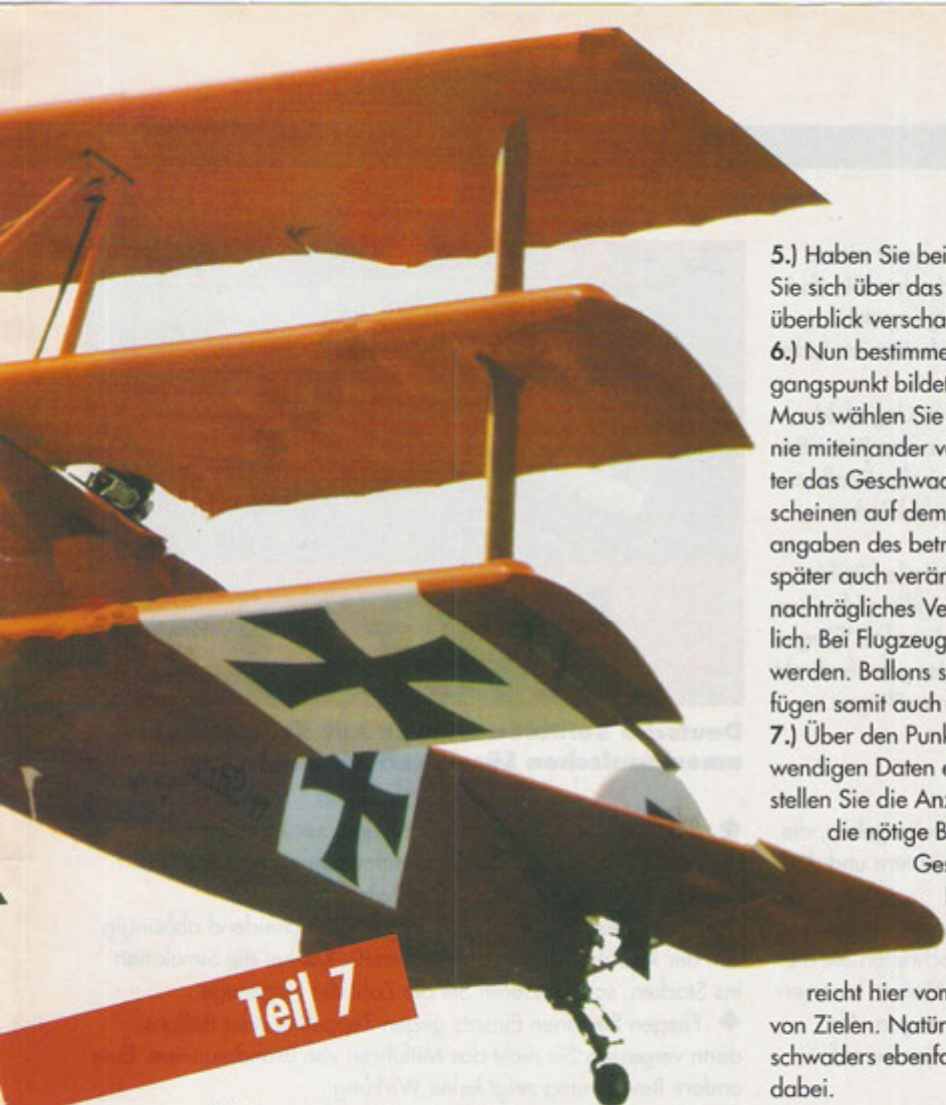 5.) Haben Sie bei
Sie sich über das
überblick verscha
6.) Nun bestimme
gangspunkt bildet
Maus wählen Sie
nie miteinander v
ter das Geschwad
scheinen auf dem
angaben des betr
später auch verär
nachträgliches Ve
lich. Bei Flugzeug
werden. Ballons s
fügen somit auch
7.) Über den Punk
wendigen Daten e
stellen Sie die Anz
die nötige B
Ges
reicht hier vom
von Zielen. Natür
schwaders ebenfa
dabei.
Teil 7